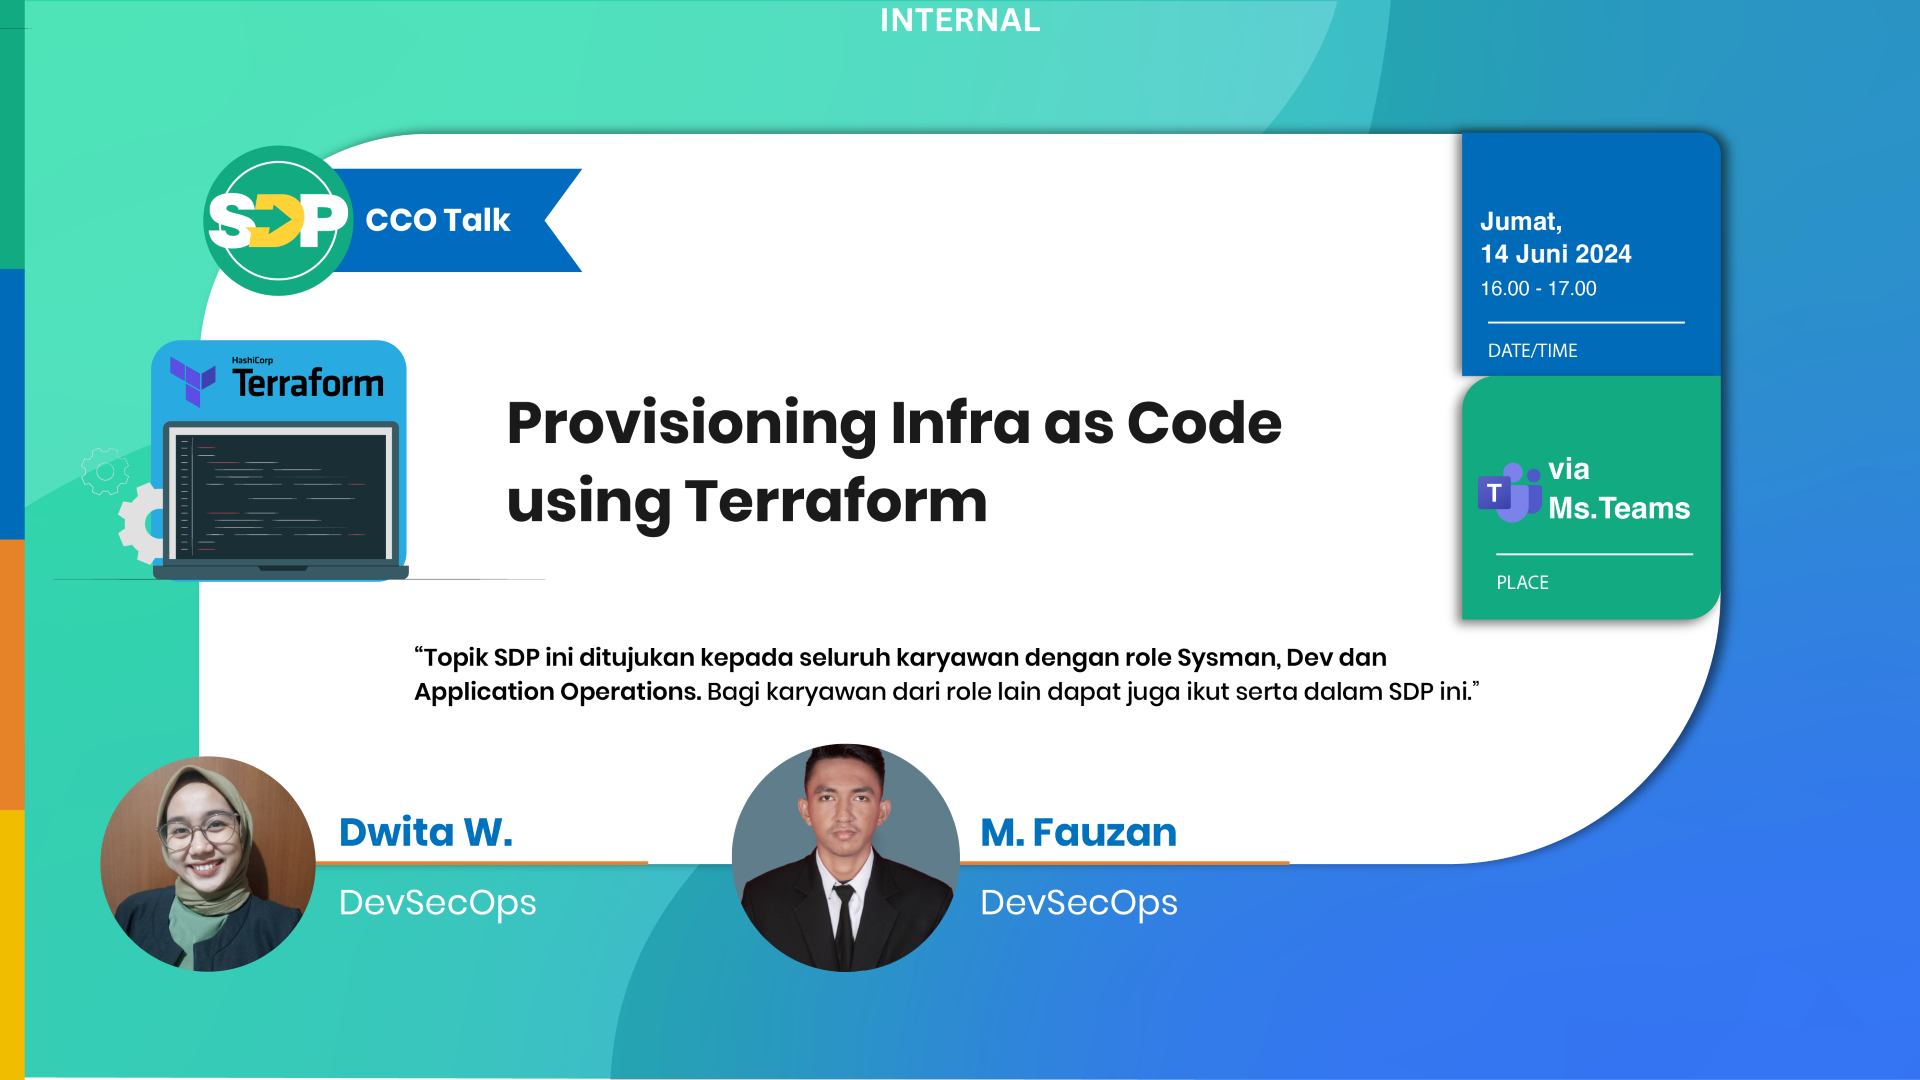 INTERNAL
SDP
CCO Talk
Jumat,
14 Juni 2024
16.00 - 17.00
DATE/TIME
HashiCorp
Terraform
Provisioning Infra as Code
using Terraform
T
via
Ms.Teams
PLACE
“Topik SDP ini ditujukan kepada seluruh karyawan dengan role Sysman, Dev dan
Application Operations. Bagi karyawan dari role lain dapat juga ikut serta dalam SDP ini.”
Dwita W.
DevSecOps
M. Fauzan
DevSecOps